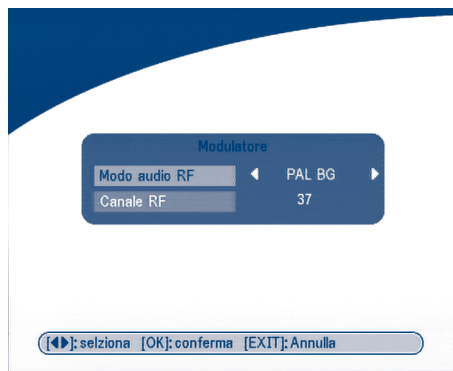 Modulatore
Modo audio RF ◀ PAL BG ▶
Canale RF 37
[◀▶]: selziona [OK]: conferma [EXIT]: Annulla